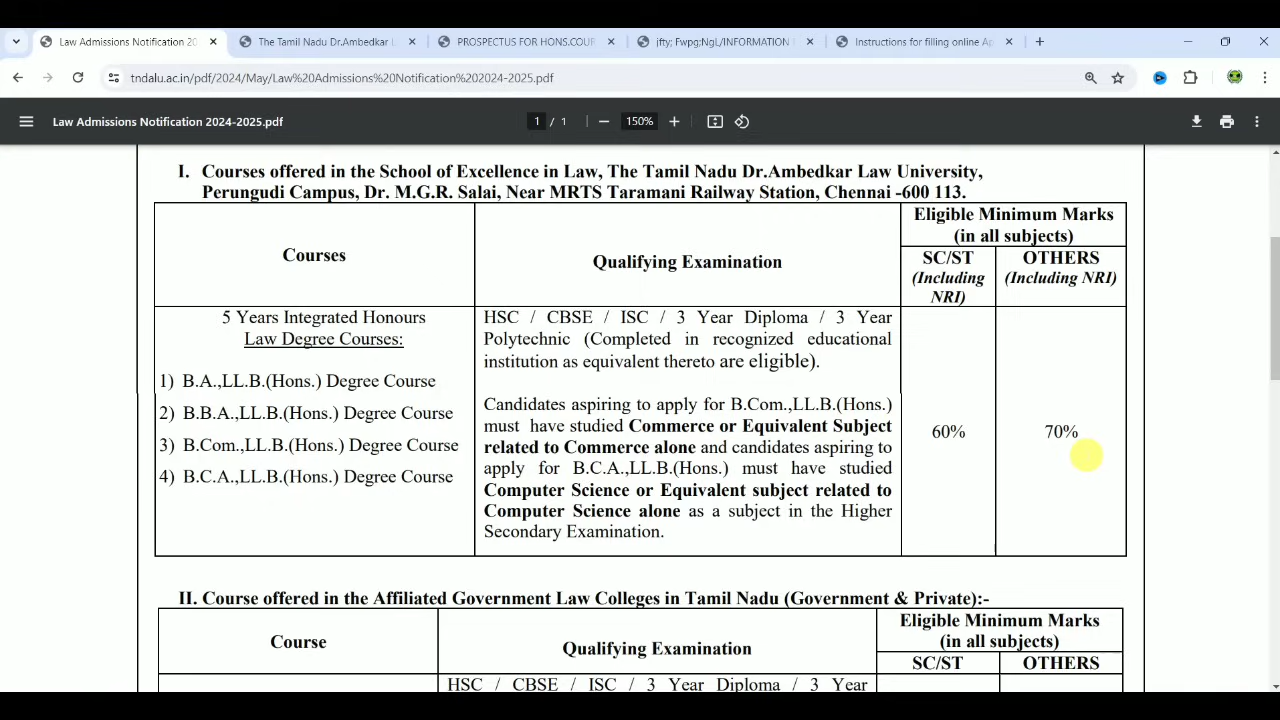 Law Admissions Notification 20
The Tamil Nadu Dr.Ambedkar L
PROSPECTUS FOR HONS.COUR
jfty; Fwpg;NgL/INFORMATION
Instructions for filling online Ap
tndalu.ac.in/pdf/2024/May/Law%20Admissions%20Notification%202024-2025.pdf
Law Admissions Notification 2024-2025.pdf
1 / 1
150%
I. Courses offered in the School of Excellence in Law, The Tamil Nadu Dr.Ambedkar Law University,
Perungudi Campus, Dr. M.G.R. Salai, Near MRTS Taramani Railway Station, Chennai -600 113.
Courses
Qualifying Examination
Eligible Minimum Marks
(in all subjects)
SC/ST
(Including
NRI)
OTHERS
(Including NRI)
5 Years Integrated Honours
Law Degree Courses:
1) B.A.,LL.B.(Hons.) Degree Course
2) B.B.A.,LL.B.(Hons.) Degree Course
3) B.Com.,LL.B.(Hons.) Degree Course
4) B.C.A.,LL.B.(Hons.) Degree Course
HSC / CBSE / ISC / 3 Year Diploma / 3 Year
Polytechnic (Completed in recognized educational
institution as equivalent thereto are eligible).
Candidates aspiring to apply for B.Com.,LL.B.(Hons.)
must have studied Commerce or Equivalent Subject
related to Commerce alone and candidates aspiring to
apply for B.C.A.,LL.B.(Hons.) must have studied
Computer Science or Equivalent subject related to
Computer Science alone as a subject in the Higher
Secondary Examination.
60%
70%
II. Course offered in the Affiliated Government Law Colleges in Tamil Nadu (Government & Private):-
Course
Qualifying Examination
Eligible Minimum Marks
(in all subjects)
SC/ST
OTHERS
HSC / CBSE / ISC / 3 Year Diploma / 3 Year